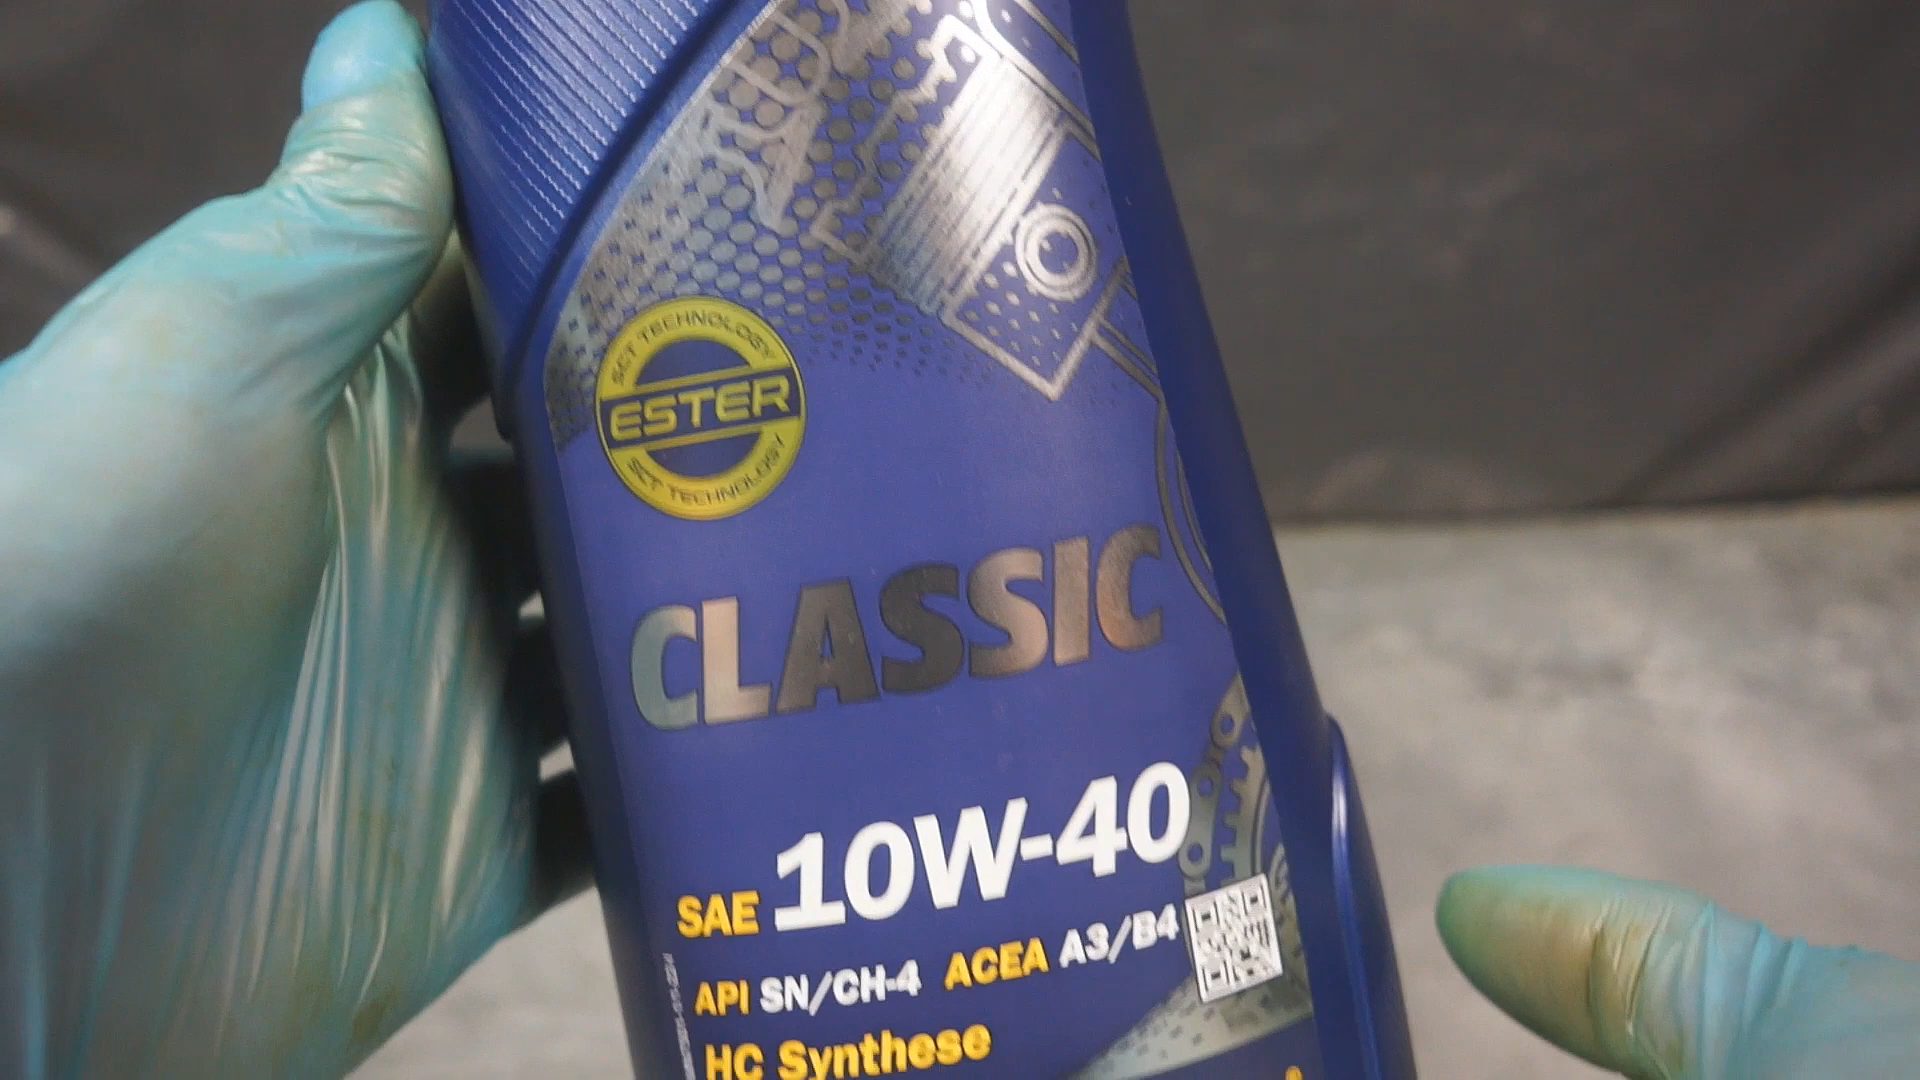 SCT TECHNOLOGY
ESTER
SCT TECHNOLOGY
CLASSIC
SAE 10W-40
API SN/CH-4 ACEA A3/B4
HC Synthese